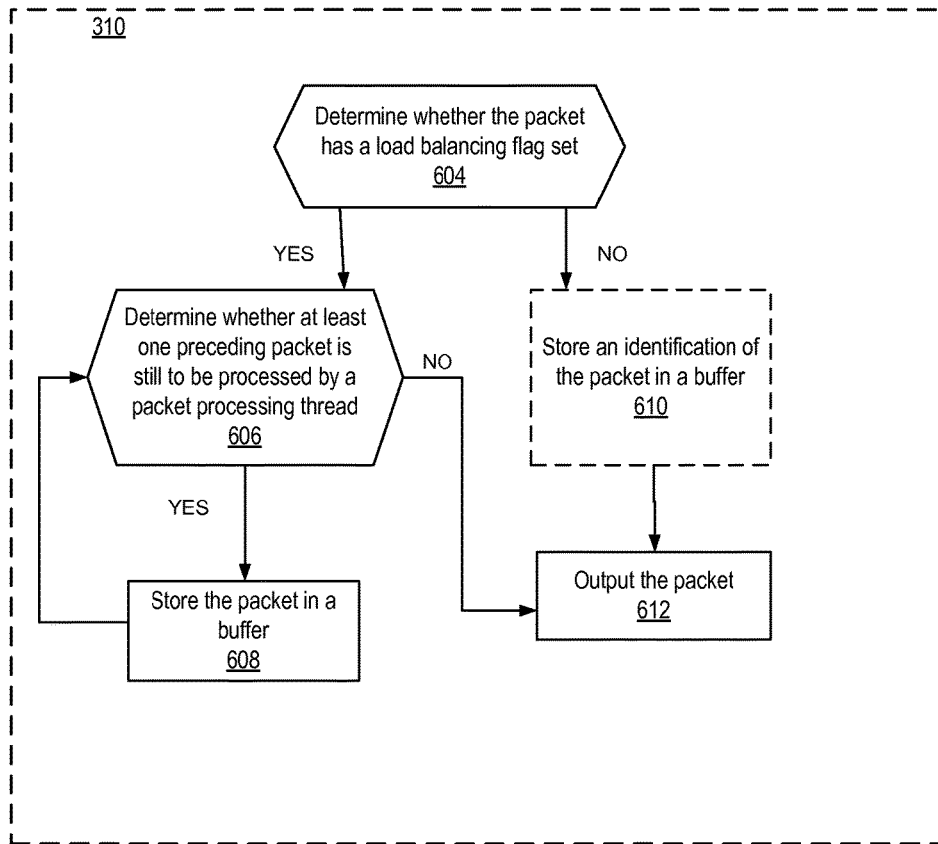 310
Determine whether the packet
has a load balancing flag set
604
YES
NO
Determine whether at least
one preceding packet is
still to be processed by a
packet processing thread
606
NO
Store an identification of
the packet in a buffer
610
YES
Store the packet in a
buffer
608
Output the packet
612